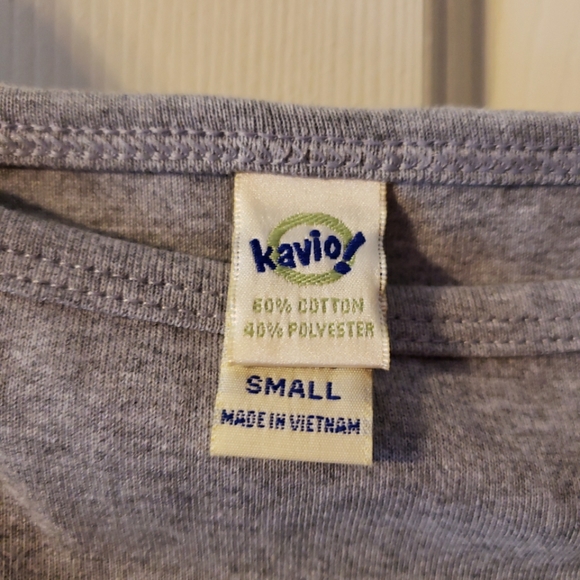 kavio!
60% COTTON
40% POLYESTER
SMALL
MADE IN VIETNAM